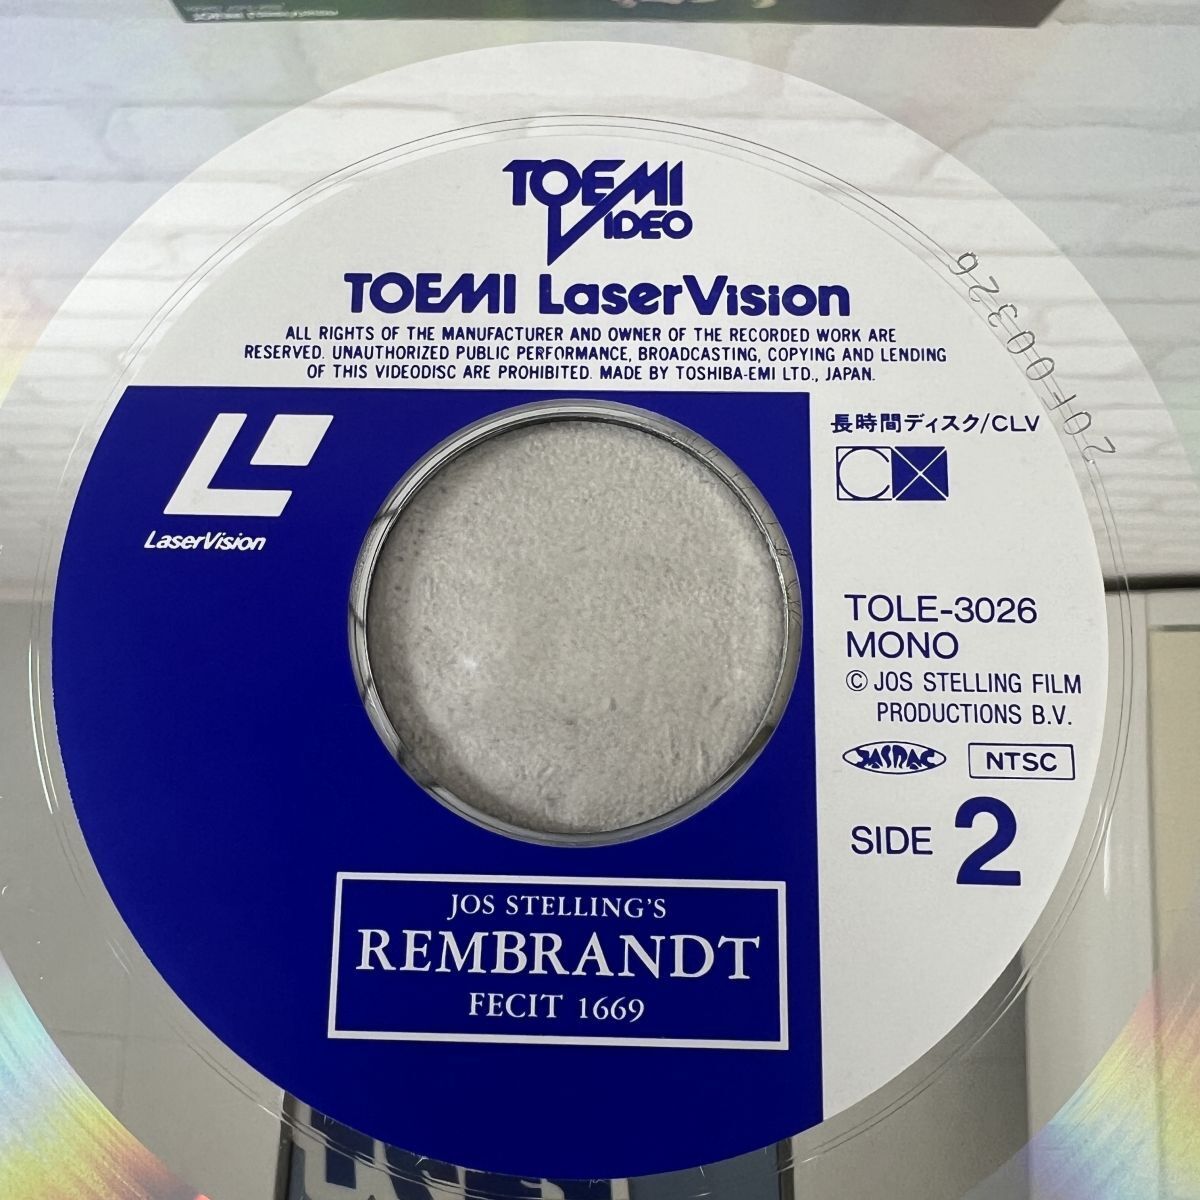 TOEMI
VIDEO
TOEMI LaserVision
ALL RIGHTS OF THE MANUFACTURER AND OWNER OF THE RECORDED WORK ARE
RESERVED. UNAUTHORIZED PUBLIC PERFORMANCE, BROADCASTING, COPYING AND LENDING
OF THIS VIDEODISC ARE PROHIBITED. MADE BY TOSHIBA-EMI LTD., JAPAN.
LaserVision
長時間ディスク/CLV
CX
TOLE-3026
MONO
© JOS STELLING FILM
PRODUCTIONS B.V.
JASRAC
NTSC
SIDE 2
JOS STELLING'S
REMBRANDT
FECIT 1669